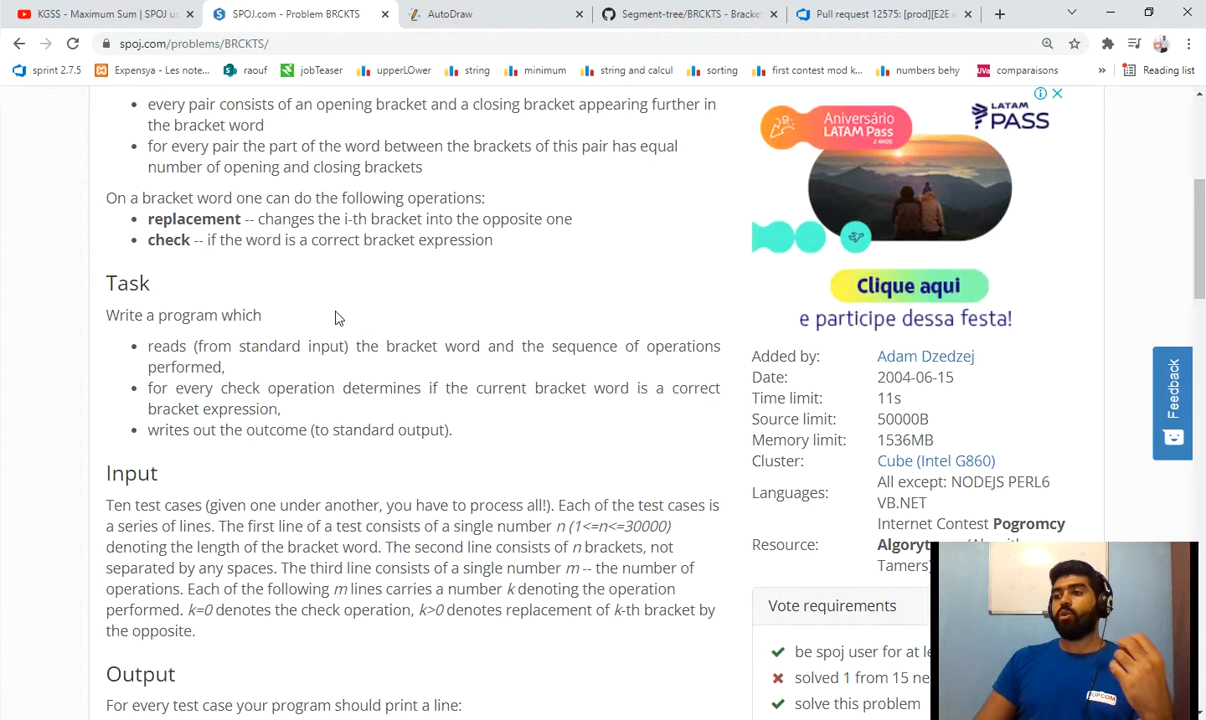 KGSS - Maximum Sum | SPOJ u
SPOJ.com - Problem BRCKTS
AutoDraw
Segment-tree/BRCKTS - Bracke
Pull request 12575: [prod][E2E
spoj.com/problems/BRCKTS/
sprint 2.7.5
Expensya - Les note...
raouf
jobTeaser
upperLOwer
string
minimum
string and calcul
sorting
first contest mod k...
numbers behy
comparaisons
»
Reading list
every pair consists of an opening bracket and a closing bracket appearing further in
the bracket word
for every pair the part of the word between the brackets of this pair has equal
number of opening and closing brackets
On a bracket word one can do the following operations:
replacement -- changes the i-th bracket into the opposite one
check -- if the word is a correct bracket expression
Task
Write a program which
reads (from standard input) the bracket word and the sequence of operations
performed,
for every check operation determines if the current bracket word is a correct
bracket expression,
writes out the outcome (to standard output).
Input
Ten test cases (given one under another, you have to process all!). Each of the test cases is
a series of lines. The first line of a test consists of a single number n (1<=n<=30000)
denoting the length of the bracket word. The second line consists of n brackets, not
separated by any spaces. The third line consists of a single number m -- the number of
operations. Each of the following m lines carries a number k denoting the operation
performed. k=0 denotes the check operation, k>0 denotes replacement of k-th bracket by
the opposite.
Output
For every test case your program should print a line:
Aniversário
LATAM Pass
2 ANOS
LATAM
PASS
Clique aqui
e participe dessa festa!
Added by: Adam Dzedzej
Date: 2004-06-15
Time limit: 11s
Source limit: 50000B
Memory limit: 1536MB
Cluster: Cube (Intel G860)
Languages: All except: NODEJS PERL6
VB.NET
Resource: Internet Contest Pogromcy
Algoryt
Tamers)
Vote requirements
be spoj user for at le
solved 1 from 15 ne
solve this problem
Feedback
UPCOM